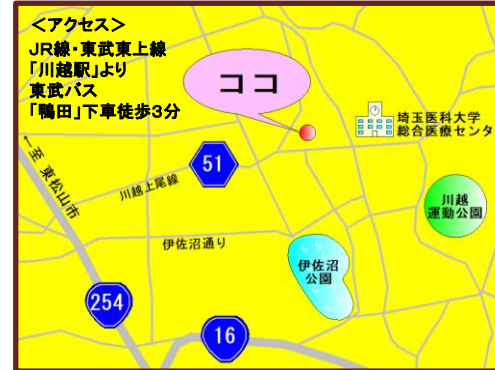 ＜アクセス＞
JR線・東武東上線
「川越駅」より
東武バス
「鴨田」下車徒歩3分
ココ
埼玉医科大学
総合医療センタ
51
←至 東松山市
川越上尾線
川越
運動公園
伊佐沼通り
伊佐沼
公園
254
16